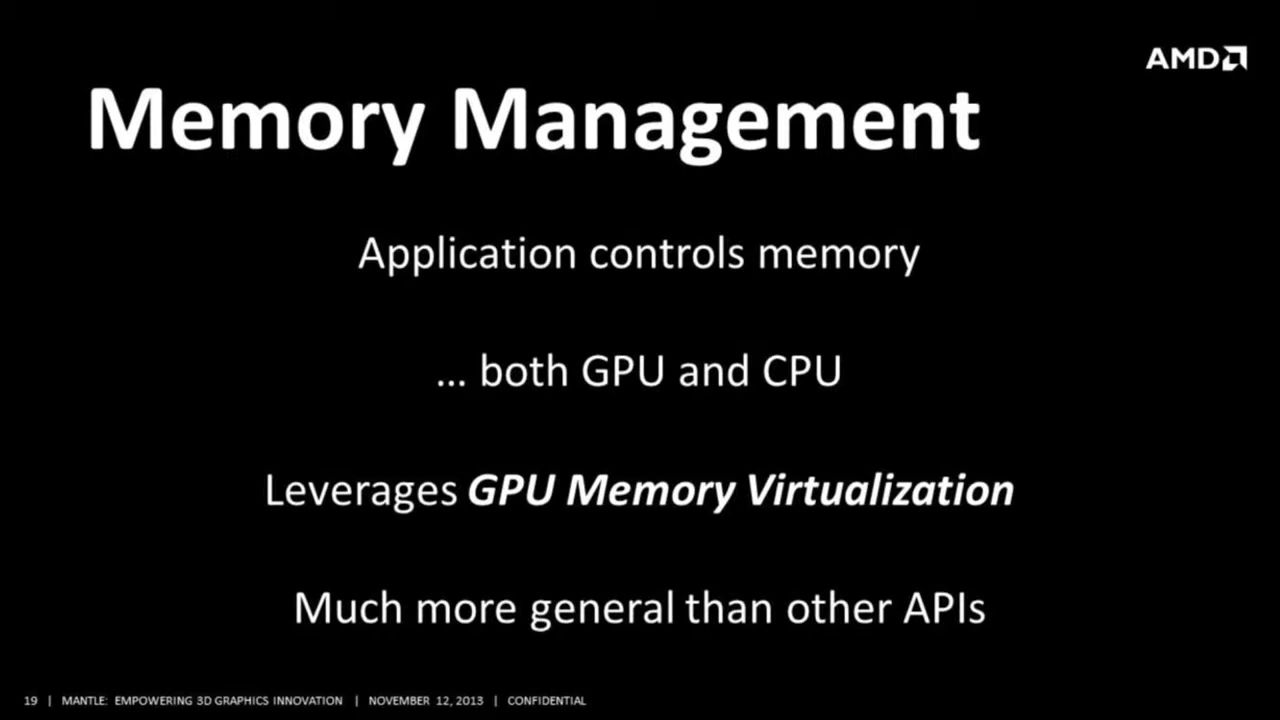 AMD
Memory Management
Application controls memory
... both GPU and CPU
Leverages GPU Memory Virtualization
Much more general than other APIs
19 | MANTLE: EMPOWERING 3D GRAPHICS INNOVATION | NOVEMBER 12, 2013 | CONFIDENTIAL